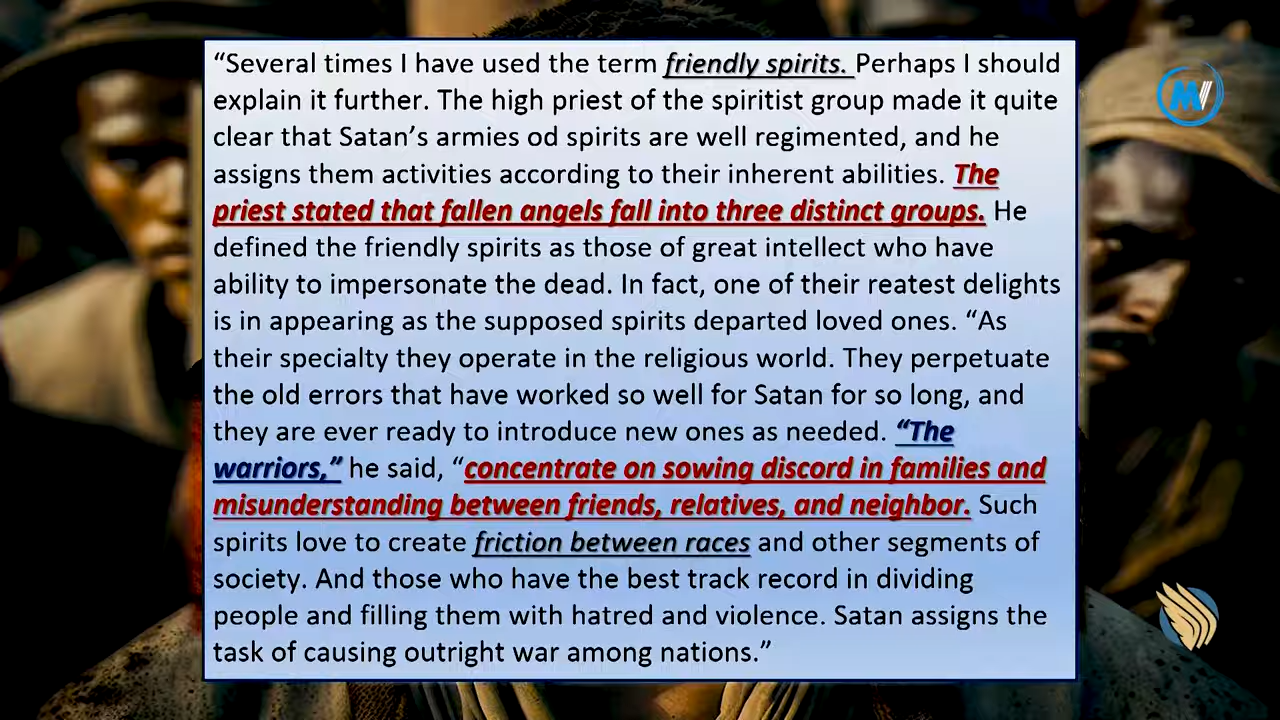 “Several times I have used the term friendly spirits. Perhaps I should
explain it further. The high priest of the spiritist group made it quite
clear that Satan’s armies od spirits are well regimented, and he
assigns them activities according to their inherent abilities. The
priest stated that fallen angels fall into three distinct groups. He
defined the friendly spirits as those of great intellect who have
ability to impersonate the dead. In fact, one of their reatest delights
is in appearing as the supposed spirits departed loved ones. “As
their specialty they operate in the religious world. They perpetuate
the old errors that have worked so well for Satan for so long, and
they are ever ready to introduce new ones as needed. “The
warriors,” he said, “concentrate on sowing discord in families and
misunderstanding between friends, relatives, and neighbor. Such
spirits love to create friction between races and other segments of
society. And those who have the best track record in dividing
people and filling them with hatred and violence. Satan assigns the
task of causing outright war among nations.”